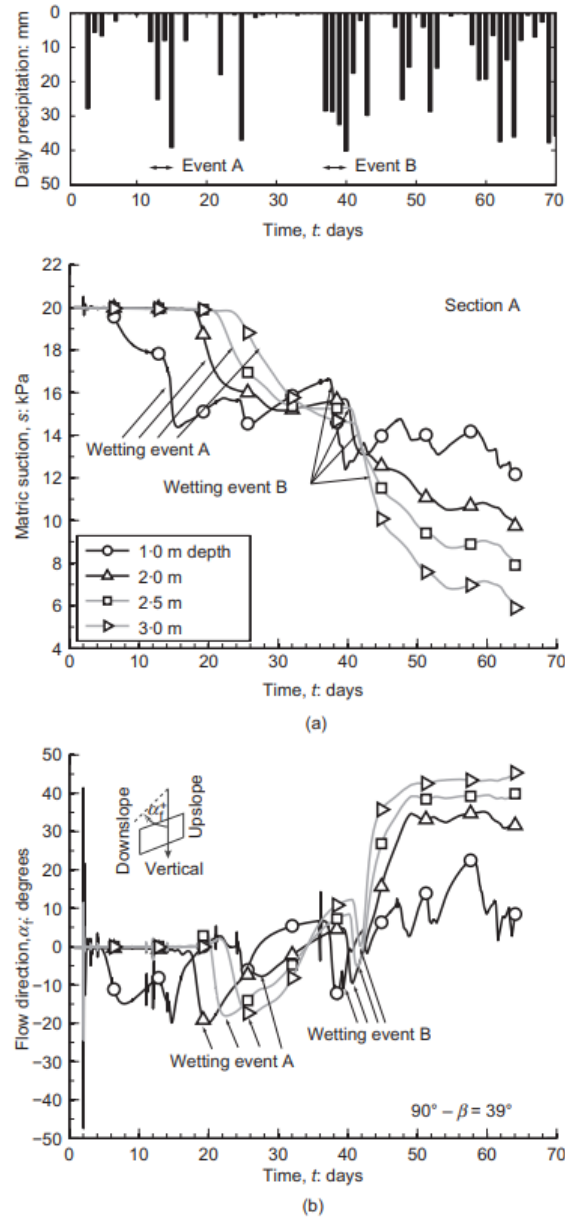 Daily precipitation: mm
0
10
20
30
40
50
Event A
Event B
0 10 20 30 40 50 60 70
Time, t: days
Matric suction, s: kPa
22
20
18
16
14
12
10
8
6
4
Section A
Wetting event A
Wetting event B
1·0 m depth
2·0 m
2·5 m
3·0 m
0 10 20 30 40 50 60 70
Time, t: days
(a)
Flow direction, αf: degrees
50
40
30
20
10
0
−10
−20
−30
−40
−50
Downslope
αf
Upslope
Vertical
Wetting event A
Wetting event B
90° – β = 39°
0 10 20 30 40 50 60 70
Time, t: days
(b)